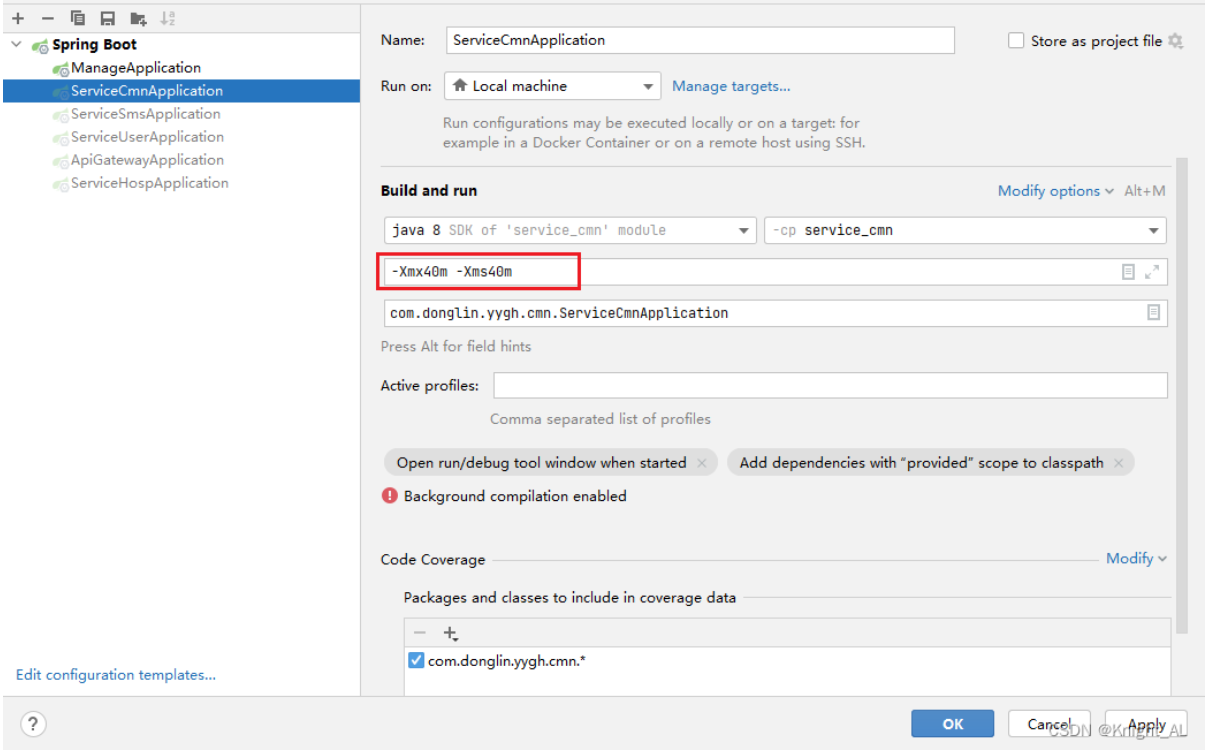 Spring Boot
ManageApplication
ServiceCmnApplication
ServiceSmsApplication
ServiceUserApplication
ApiGatewayApplication
ServiceHospApplication
Edit configuration templates...
Name: ServiceCmnApplication Store as project file
Run on: Local machine Manage targets...
Run configurations may be executed locally or on a target: for
example in a Docker Container or on a remote host using SSH.
Build and run Modify options Alt+M
java 8 SDK of 'service_cmn' module -cp service_cmn
-Xmx40m -Xms40m
com.donglin.yygh.cmn.ServiceCmnApplication
Press Alt for field hints
Active profiles:
Comma separated list of profiles
Open run/debug tool window when started × Add dependencies with “provided” scope to classpath ×
Background compilation enabled
Code Coverage Modify
Packages and classes to include in coverage data
com.donglin.yygh.cmn.*
? OK Cancel Apply
CSDN @Knight_AL